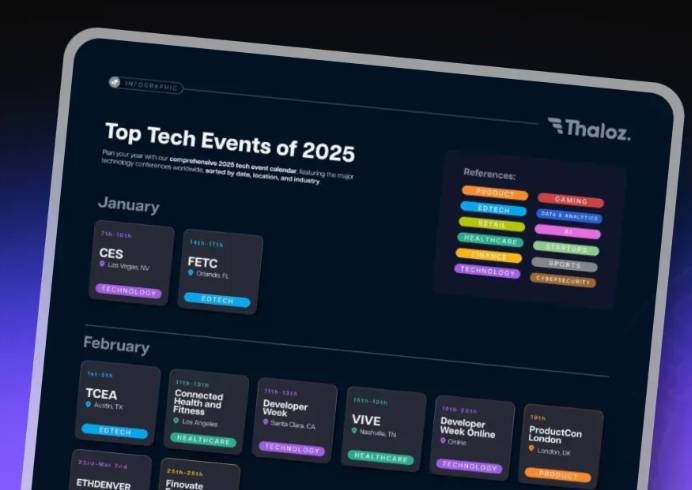 INFOGRAPHIC
Thaloz.
Top Tech Events of 2025
Plan your year with our comprehensive 2025 tech event calendar, featuring the major
technology conferences worldwide, sorted by date, location, and industry.
References:
PRODUCT
GAMING
EDTECH
DATA & ANALYTICS
RETAIL
AI
HEALTHCARE
STARTUPS
FINANCE
SPORTS
TECHNOLOGY
CYBERSECURITY
January
7th-10th
CES
Las Vegas, NV
TECHNOLOGY
14th-17th
FETC
Orlando, FL
EDTECH
February
1st-5th
TCEA
Austin, TX
EDTECH
11th-13th
Connected
Health and
Fitness
Los Angeles
HEALTHCARE
11th-13th
Developer
Week
Santa Clara, CA
TECHNOLOGY
16th-19th
VIVE
Nashville, TN
HEALTHCARE
18th-20th
Developer
Week Online
Online
TECHNOLOGY
19th
ProductCon
London
London, UK
PRODUCT
23rd-Mar 2nd
ETHDENVER
25th-26th
Finovate